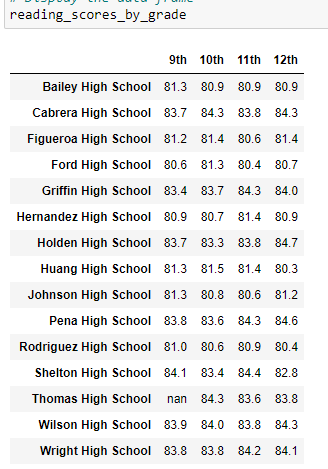 # Display the data frame
reading_scores_by_grade
9th 10th 11th 12th
Bailey High School 81.3 80.9 80.9 80.9
Cabrera High School 83.7 84.3 83.8 84.3
Figueroa High School 81.2 81.4 80.6 81.4
Ford High School 80.6 81.3 80.4 80.7
Griffin High School 83.4 83.7 84.3 84.0
Hernandez High School 80.9 80.7 81.4 80.9
Holden High School 83.7 83.3 83.8 84.7
Huang High School 81.3 81.5 81.4 80.3
Johnson High School 81.3 80.8 80.6 81.2
Pena High School 83.8 83.6 84.3 84.6
Rodriguez High School 81.0 80.6 80.9 80.4
Shelton High School 84.1 83.4 84.4 82.8
Thomas High School nan 84.3 83.6 83.8
Wilson High School 83.9 84.0 83.8 84.3
Wright High School 83.8 83.8 84.2 84.1